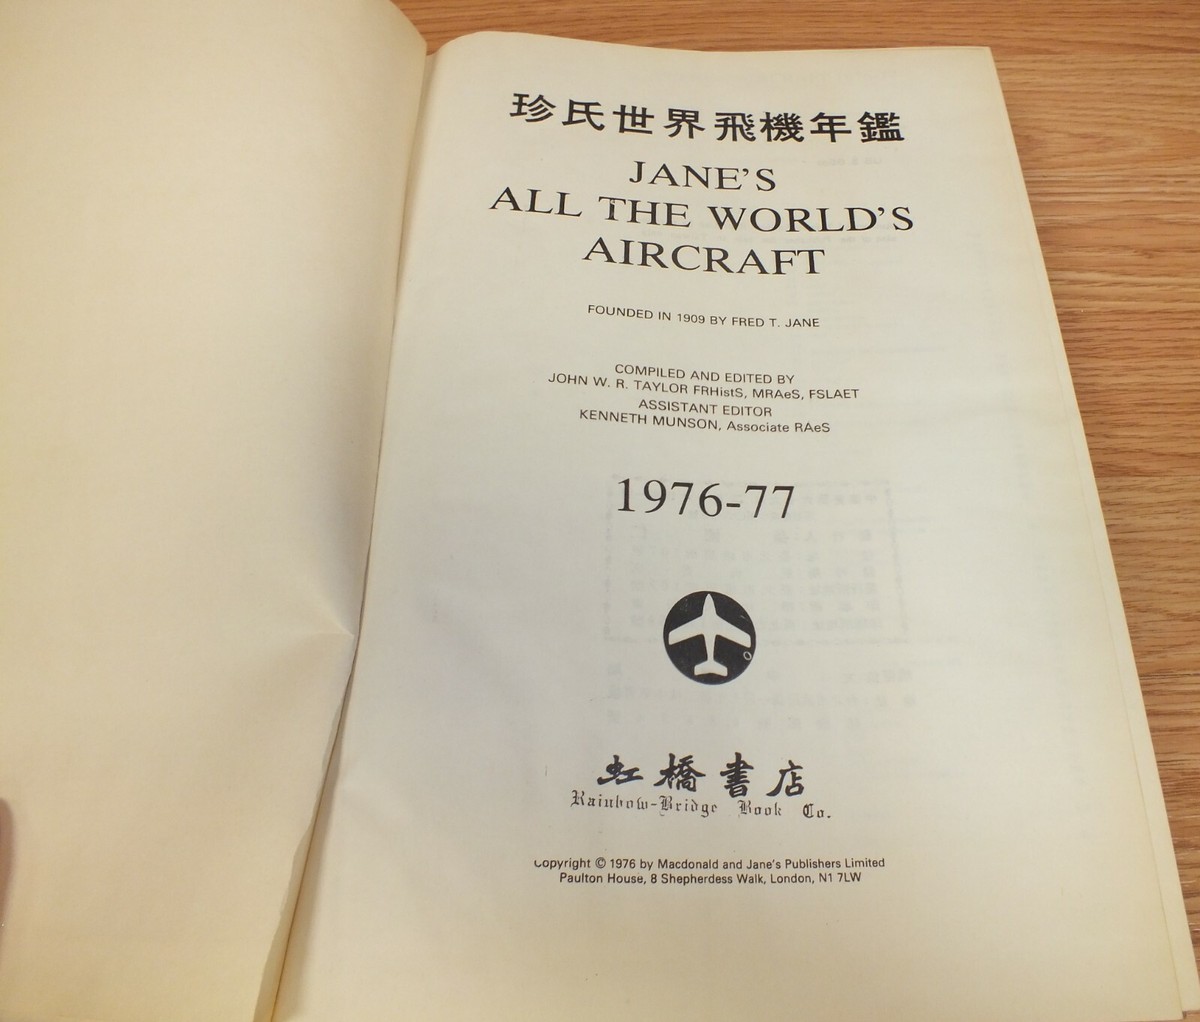 珍氏世界飛機年鑑
JANE'S
ALL THE WORLD'S
AIRCRAFT
FOUNDED IN 1909 BY FRED T. JANE
COMPILED AND EDITED BY
JOHN W. R. TAYLOR FRHistS, MRAeS, FSLAET
ASSISTANT EDITOR
KENNETH MUNSON, Associate RAeS
1976-77
虹橋書店
Rainbow-Bridge Book Co.
Copyright © 1976 by Macdonald and Jane's Publishers Limited
Paulton House, 8 Shepherdess Walk, London, N1 7LW